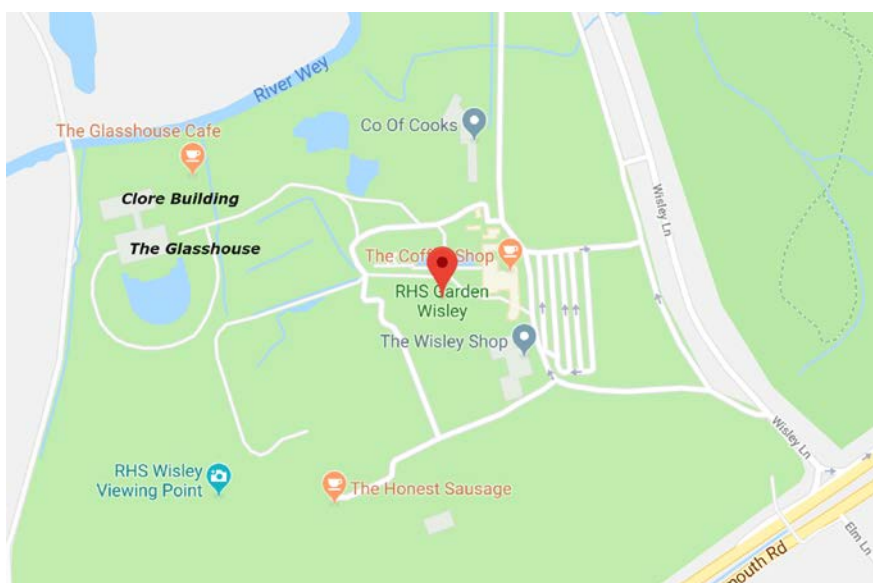 River Wey
The Glasshouse Cafe
Co Of Cooks
Clore Building
Wisley Ln
The Glasshouse
The Coffee Shop
RHS Garden
Wisley
The Wisley Shop
Wisley Ln
RHS Wisley
Viewing Point
The Honest Sausage
Elm Ln
mouth Rd